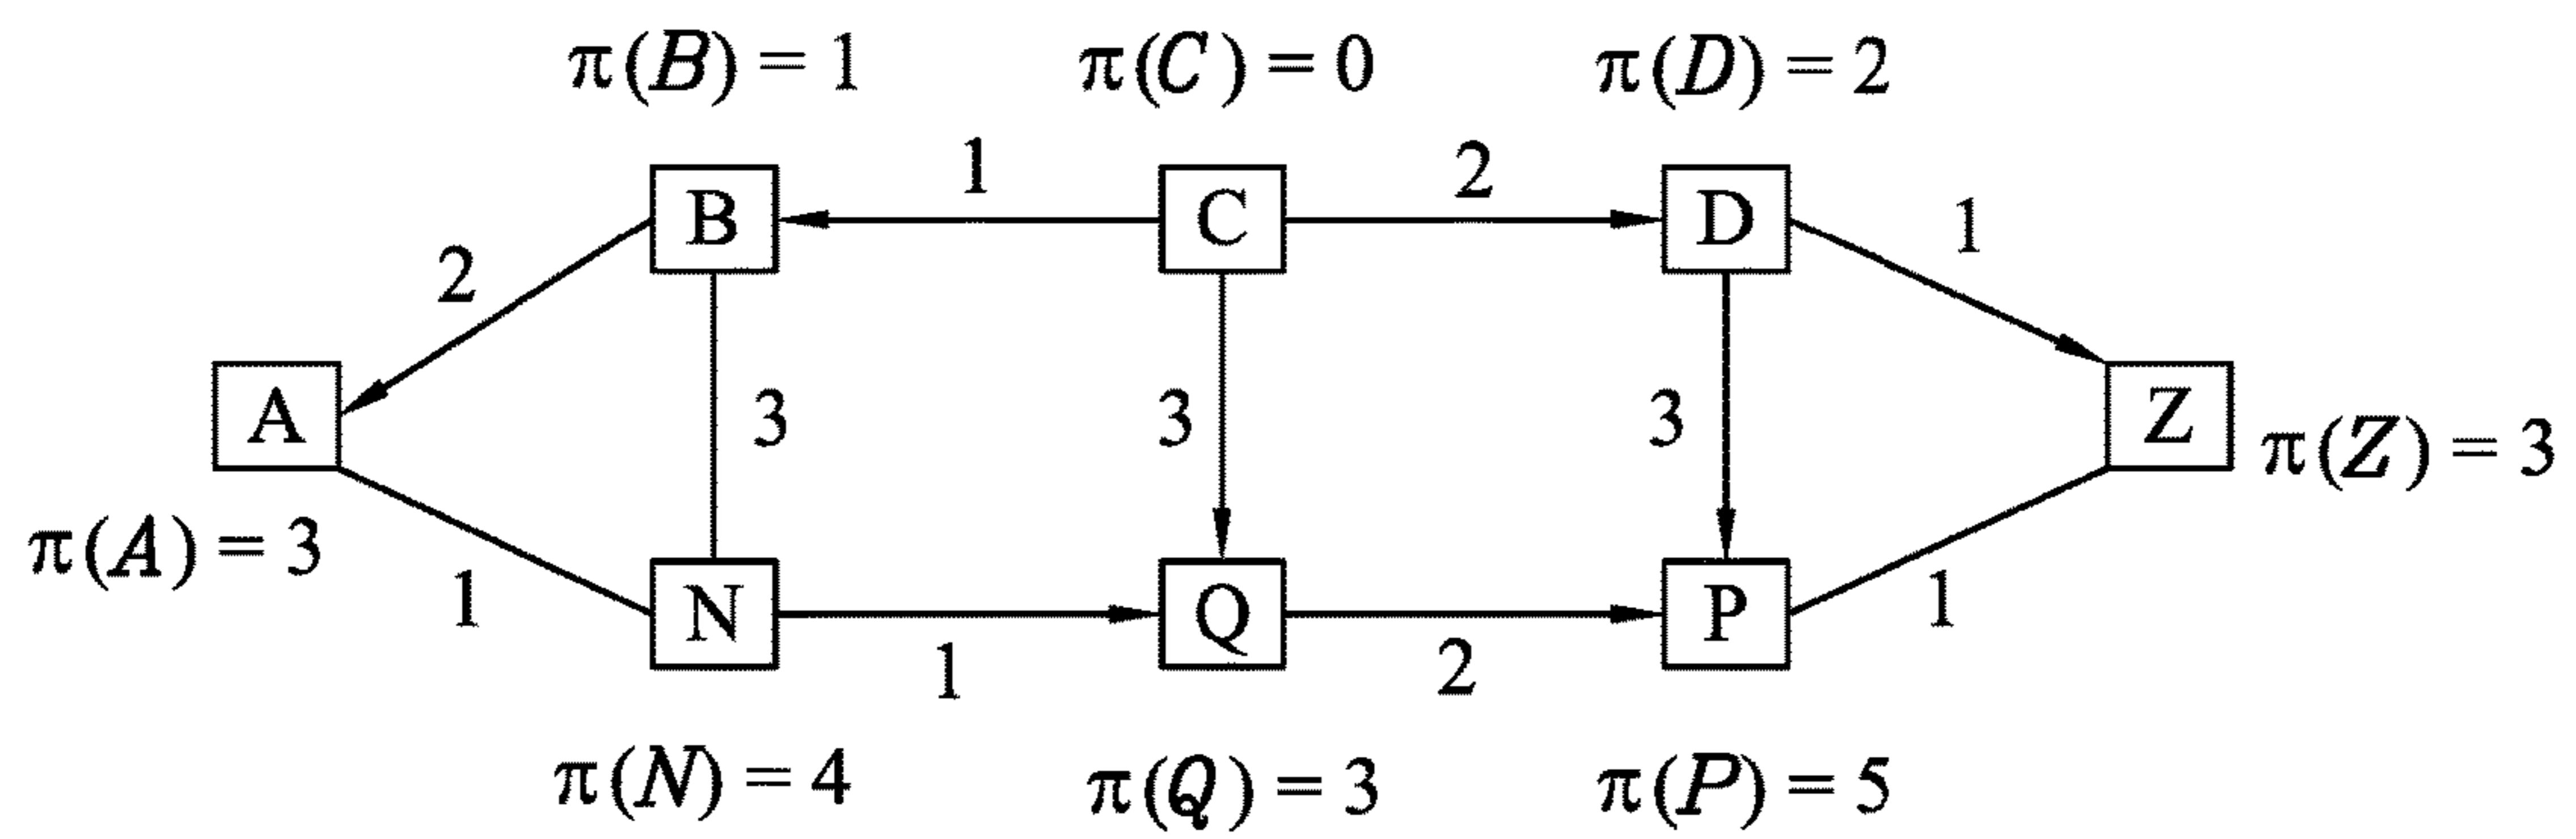 π(B) = 1 π(C) = 0 π(D) = 2
1 2
B C D
2 1
A 3 3 3 Z
π(A) = 3 π(Z) = 3
1 1
N Q P
1 2
π(N) = 4 π(Q) = 3 π(P) = 5